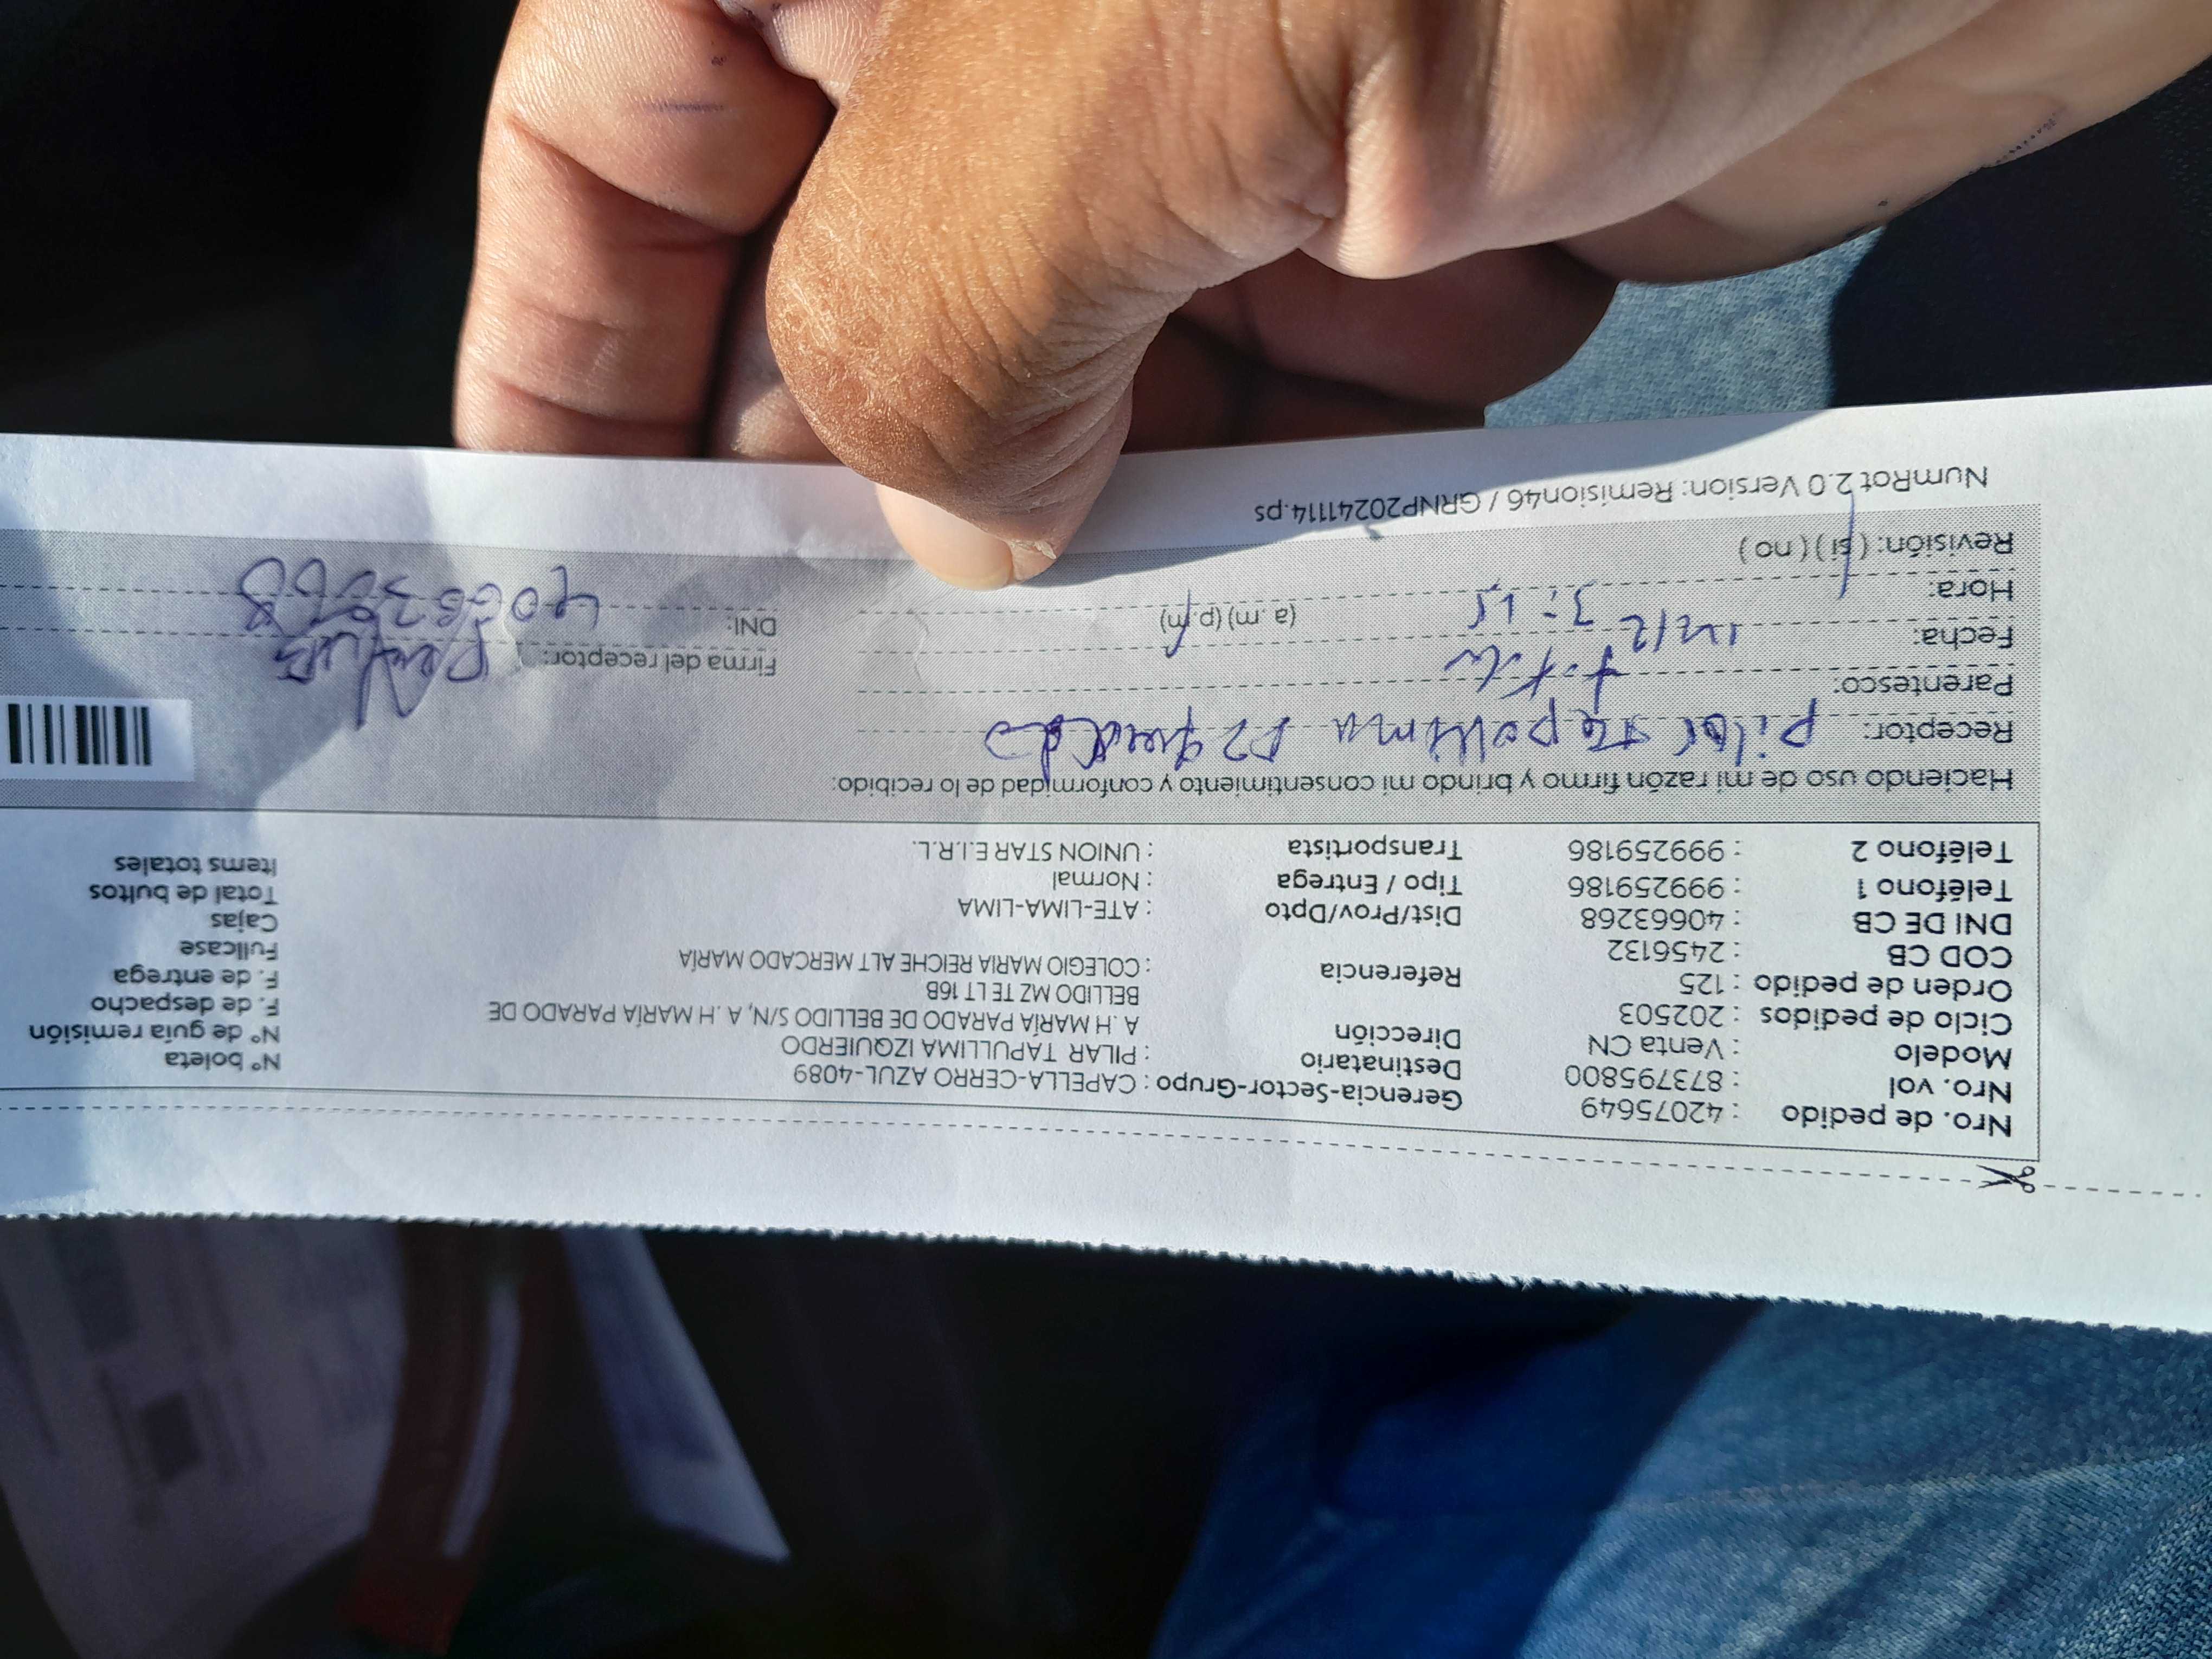 Nro. de pedido : 42075649 Gerencia-Sector-Grupo : CAPELLA-CERRO AZUL-4089 N° boleta
Nro. vol : 873795800 Destinatario : PILAR TAPULLIMA IZQUIERDO N° de guía remisión
Modelo : Venta CN Dirección A .H MARÍA PARADO DE BELLIDO S/N, A .H MARÍA PARADO DE F. de despacho
Ciclo de pedidos : 202503 BELLIDO MZ TE LT 16B F. de entrega
Orden de pedido : 125 Referencia : COLEGIO MARIA REICHE ALT MERCADO MARÍA Fullcase
COD CB : 2456132 Cajas
DNI DE CB : 40663268 Dist/Prov/Dpto : ATE-LIMA-LIMA Total de bultos
Teléfono 1 : 999259186 Tipo / Entrega : Normal Items totales
Teléfono 2 : 999259186 Transportista : UNION STAR E.I.R.L.
Haciendo uso de mi razón firmo y brindo mi consentimiento y conformidad de lo recibido:
Receptor: Pilar
Parentesco:
Fecha: 14/12 Firma del receptor:
Hora: 3:15 (a. m) (p. m) DNI:
Revisión: ( si ) ( no )
NumRot 2.0 Version: Remision46 / GRNP20241114.ps